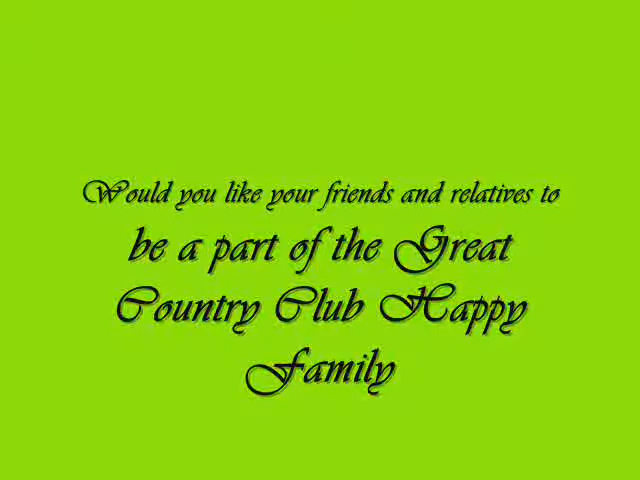 Would you like your friends and relatives to
be a part of the Great
Country Club Happy
Family